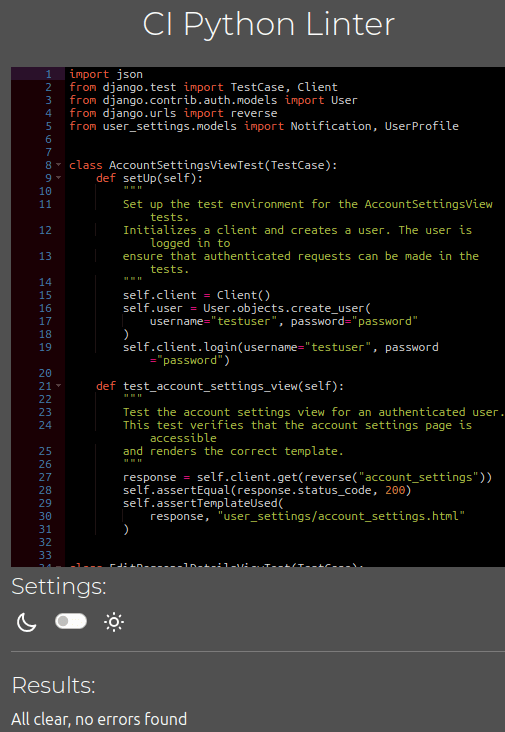 CI Python Linter
1 import json
2 from django.test import TestCase, Client
3 from django.contrib.auth.models import User
4 from django.urls import reverse
5 from user_settings.models import Notification, UserProfile
6
7
8 class AccountSettingsViewTest(TestCase):
9 def setUp(self):
10 """
11 Set up the test environment for the AccountSettingsView
tests.
12 Initializes a client and creates a user. The user is
logged in to
13 ensure that authenticated requests can be made in the
tests.
14 """
15 self.client = Client()
16 self.user = User.objects.create_user(
17 username="testuser", password="password"
18 )
19 self.client.login(username="testuser", password
="password")
20
21 def test_account_settings_view(self):
22 """
23 Test the account settings view for an authenticated user.
24 This test verifies that the account settings page is
accessible
25 and renders the correct template.
26 """
27 response = self.client.get(reverse("account_settings"))
28 self.assertEqual(response.status_code, 200)
29 self.assertTemplateUsed(
30 response, "user_settings/account_settings.html"
31 )
32
33
34 class EditPersonalDetailsViewTest(TestCase):
Settings:
Results:
All clear, no errors found